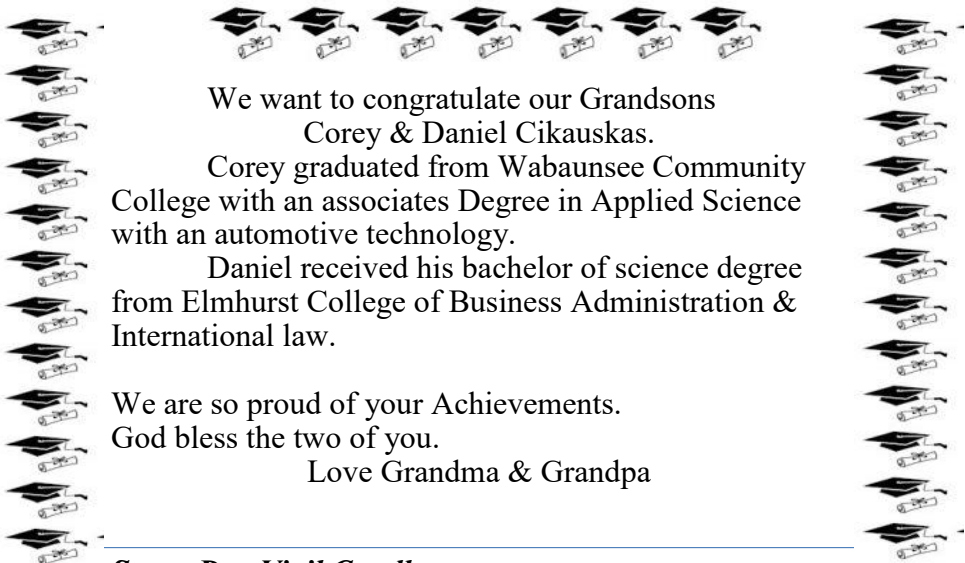 We want to congratulate our Grandsons
Corey & Daniel Cikauskas.
Corey graduated from Wabaunsee Community
College with an associates Degree in Applied Science
with an automotive technology.
Daniel received his bachelor of science degree
from Elmhurst College of Business Administration &
International law.
We are so proud of your Achievements.
God bless the two of you.
Love Grandma & Grandpa